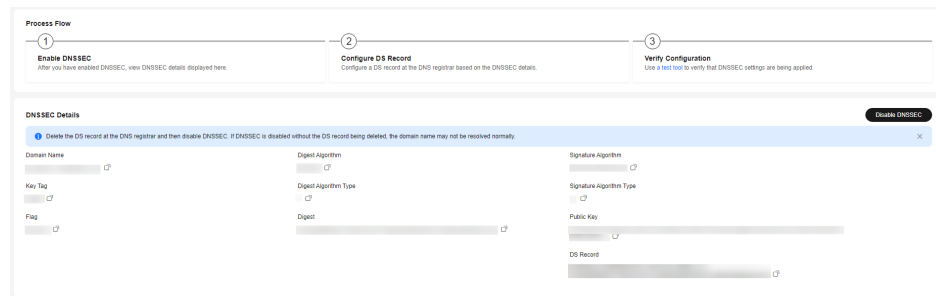 Process Flow
1
2
3
Enable DNSSEC
After you have enabled DNSSEC, view DNSSEC details displayed here.
Configure DS Record
Configure a DS record at the DNS registrar based on the DNSSEC details.
Verify Configuration
Use a test tool to verify that DNSSEC settings are being applied.
DNSSEC Details
Disable DNSSEC
Delete the DS record at the DNS registrar and then disable DNSSEC. If DNSSEC is disabled without the DS record being deleted, the domain name may not be resolved normally.
Domain Name
Digest Algorithm
Signature Algorithm
Key Tag
Digest Algorithm Type
Signature Algorithm Type
Flag
Digest
Public Key
DS Record